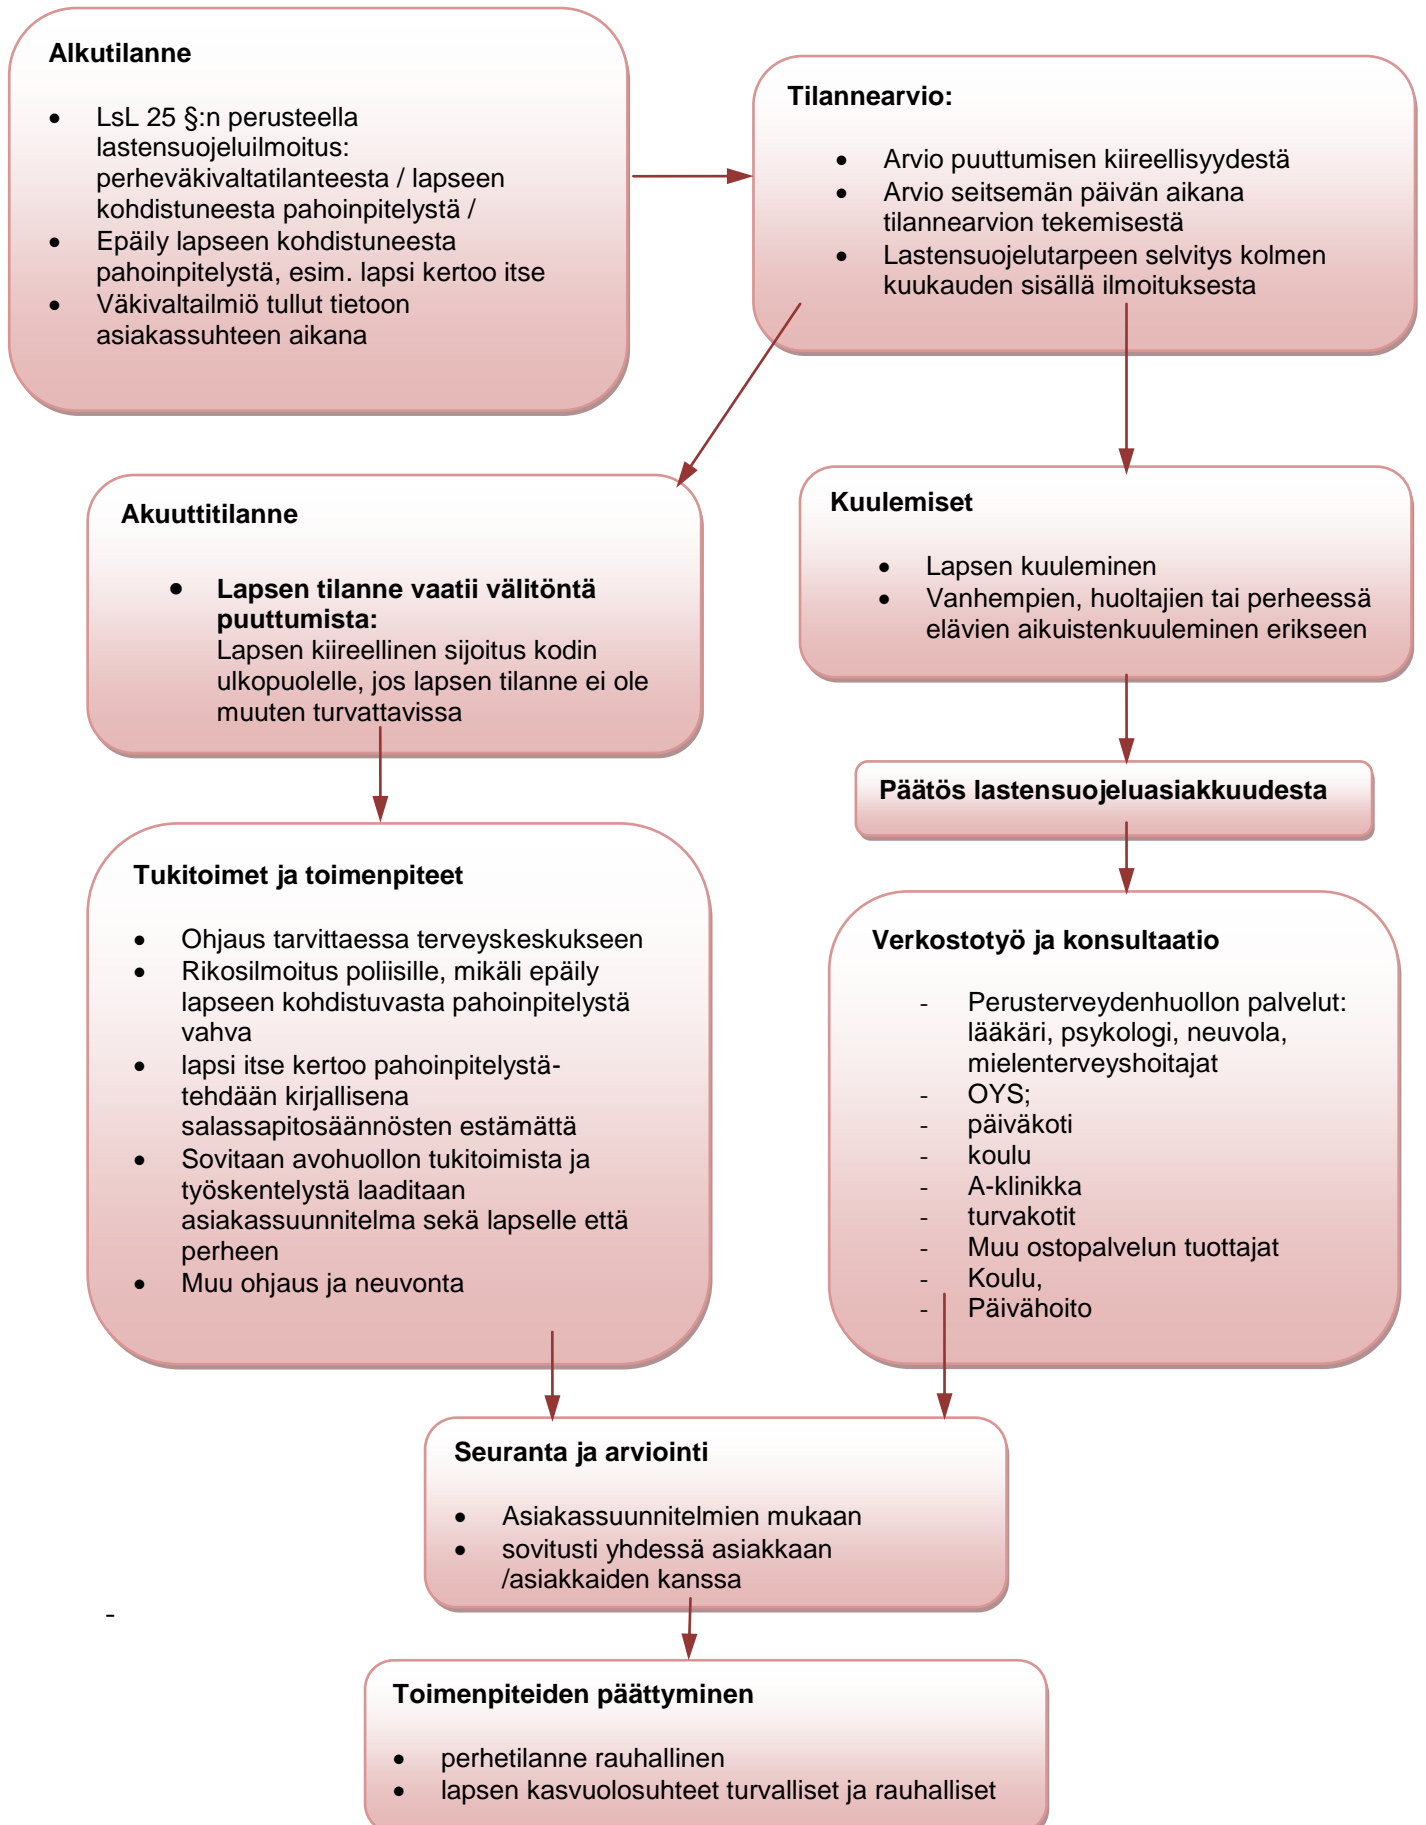 Alkutilanne
• LsL 25 §:n perusteella
lastensuojeluilmoitus:
perheväkivaltatilanteesta / lapseen
kohdistuneesta pahoinpitelystä /
• Epäily lapseen kohdistuneesta
pahoinpitelystä, esim. lapsi kertoo itse
• Väkivaltailmiö tullut tietoon
asiakassuhteen aikana
Tilannearvio:
• Arvio puuttumisen kiireellisyydestä
• Arvio seitsemän päivän aikana
tilannearvion tekemisestä
• Lastensuojelutarpeen selvitys kolmen
kuukauden sisällä ilmoituksesta
Akuuttitilanne
• Lapsen tilanne vaatii välitöntä
puuttumista:
Lapsen kiireellinen sijoitus kodin
ulkopuolelle, jos lapsen tilanne ei ole
muuten turvattavissa
Kuulemiset
• Lapsen kuuleminen
• Vanhempien, huoltajien tai perheessä
elävien aikuistenkuuleminen erikseen
Päätös lastensuojeluasiakkuudesta
Tukitoimet ja toimenpiteet
• Ohjaus tarvittaessa terveyskeskukseen
• Rikosilmoitus poliisille, mikäli epäily
lapseen kohdistuvasta pahoinpitelystä
vahva
• lapsi itse kertoo pahoinpitelystä-
tehdään kirjallisena
salassapitosäännösten estämättä
• Sovitaan avohuollon tukitoimista ja
työskentelystä laaditaan
asiakassuunnitelma sekä lapselle että
perheen
• Muu ohjaus ja neuvonta
Verkostotyö ja konsultaatio
- Perusterveydenhuollon palvelut:
lääkäri, psykologi, neuvola,
mielenterveyshoitajat
- OYS;
- päiväkoti
- koulu
- A-klinikka
- turvakotit
- Muu ostopalvelun tuottajat
- Koulu,
- Päivähoito
Seuranta ja arviointi
• Asiakassuunnitelmien mukaan
• sovitusti yhdessä asiakkaan
/asiakkaiden kanssa
-
Toimenpiteiden päättyminen
• perhetilanne rauhallinen
• lapsen kasvuolosuhteet turvalliset ja rauhalliset